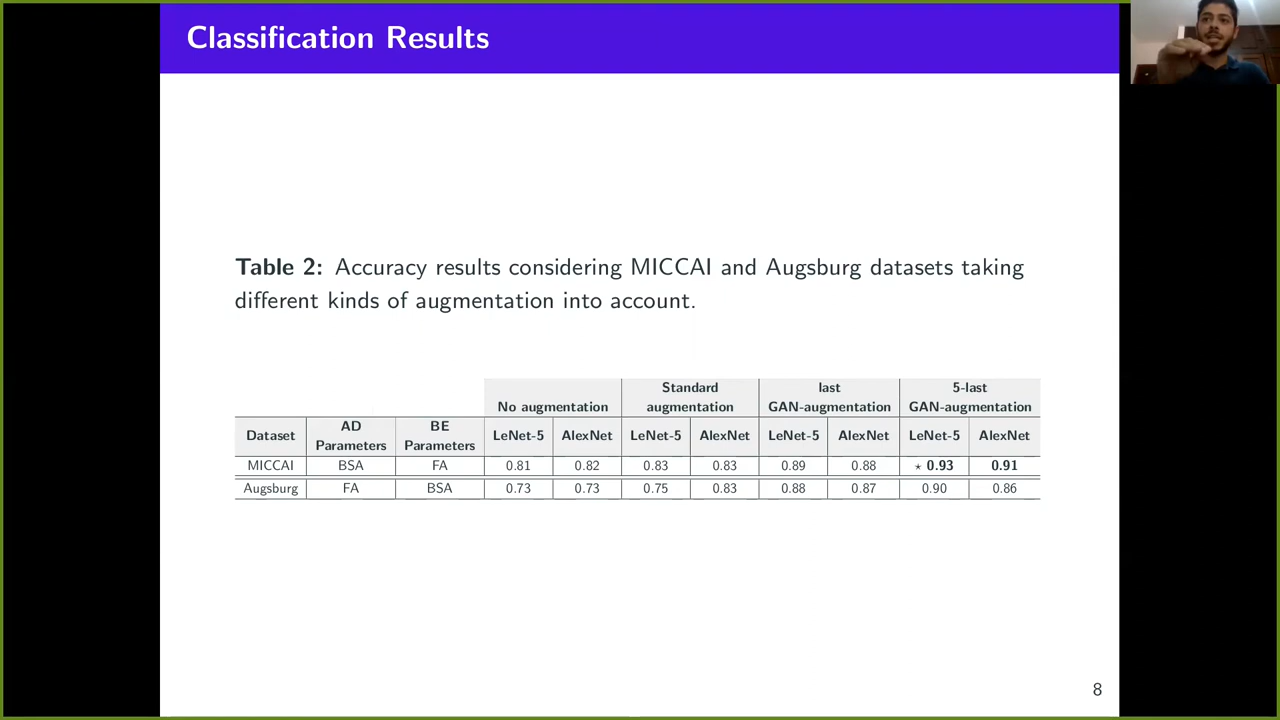 Classification Results
Table 2: Accuracy results considering MICCAI and Augsburg datasets taking
different kinds of augmentation into account.
No augmentation Standard augmentation last GAN-augmentation 5-last GAN-augmentation
Dataset AD Parameters BE Parameters LeNet-5 AlexNet LeNet-5 AlexNet LeNet-5 AlexNet LeNet-5 AlexNet
MICCAI BSA FA 0.81 0.82 0.83 0.83 0.89 0.88 ⋆ 0.93 0.91
Augsburg FA BSA 0.73 0.73 0.75 0.83 0.88 0.87 0.90 0.86
8